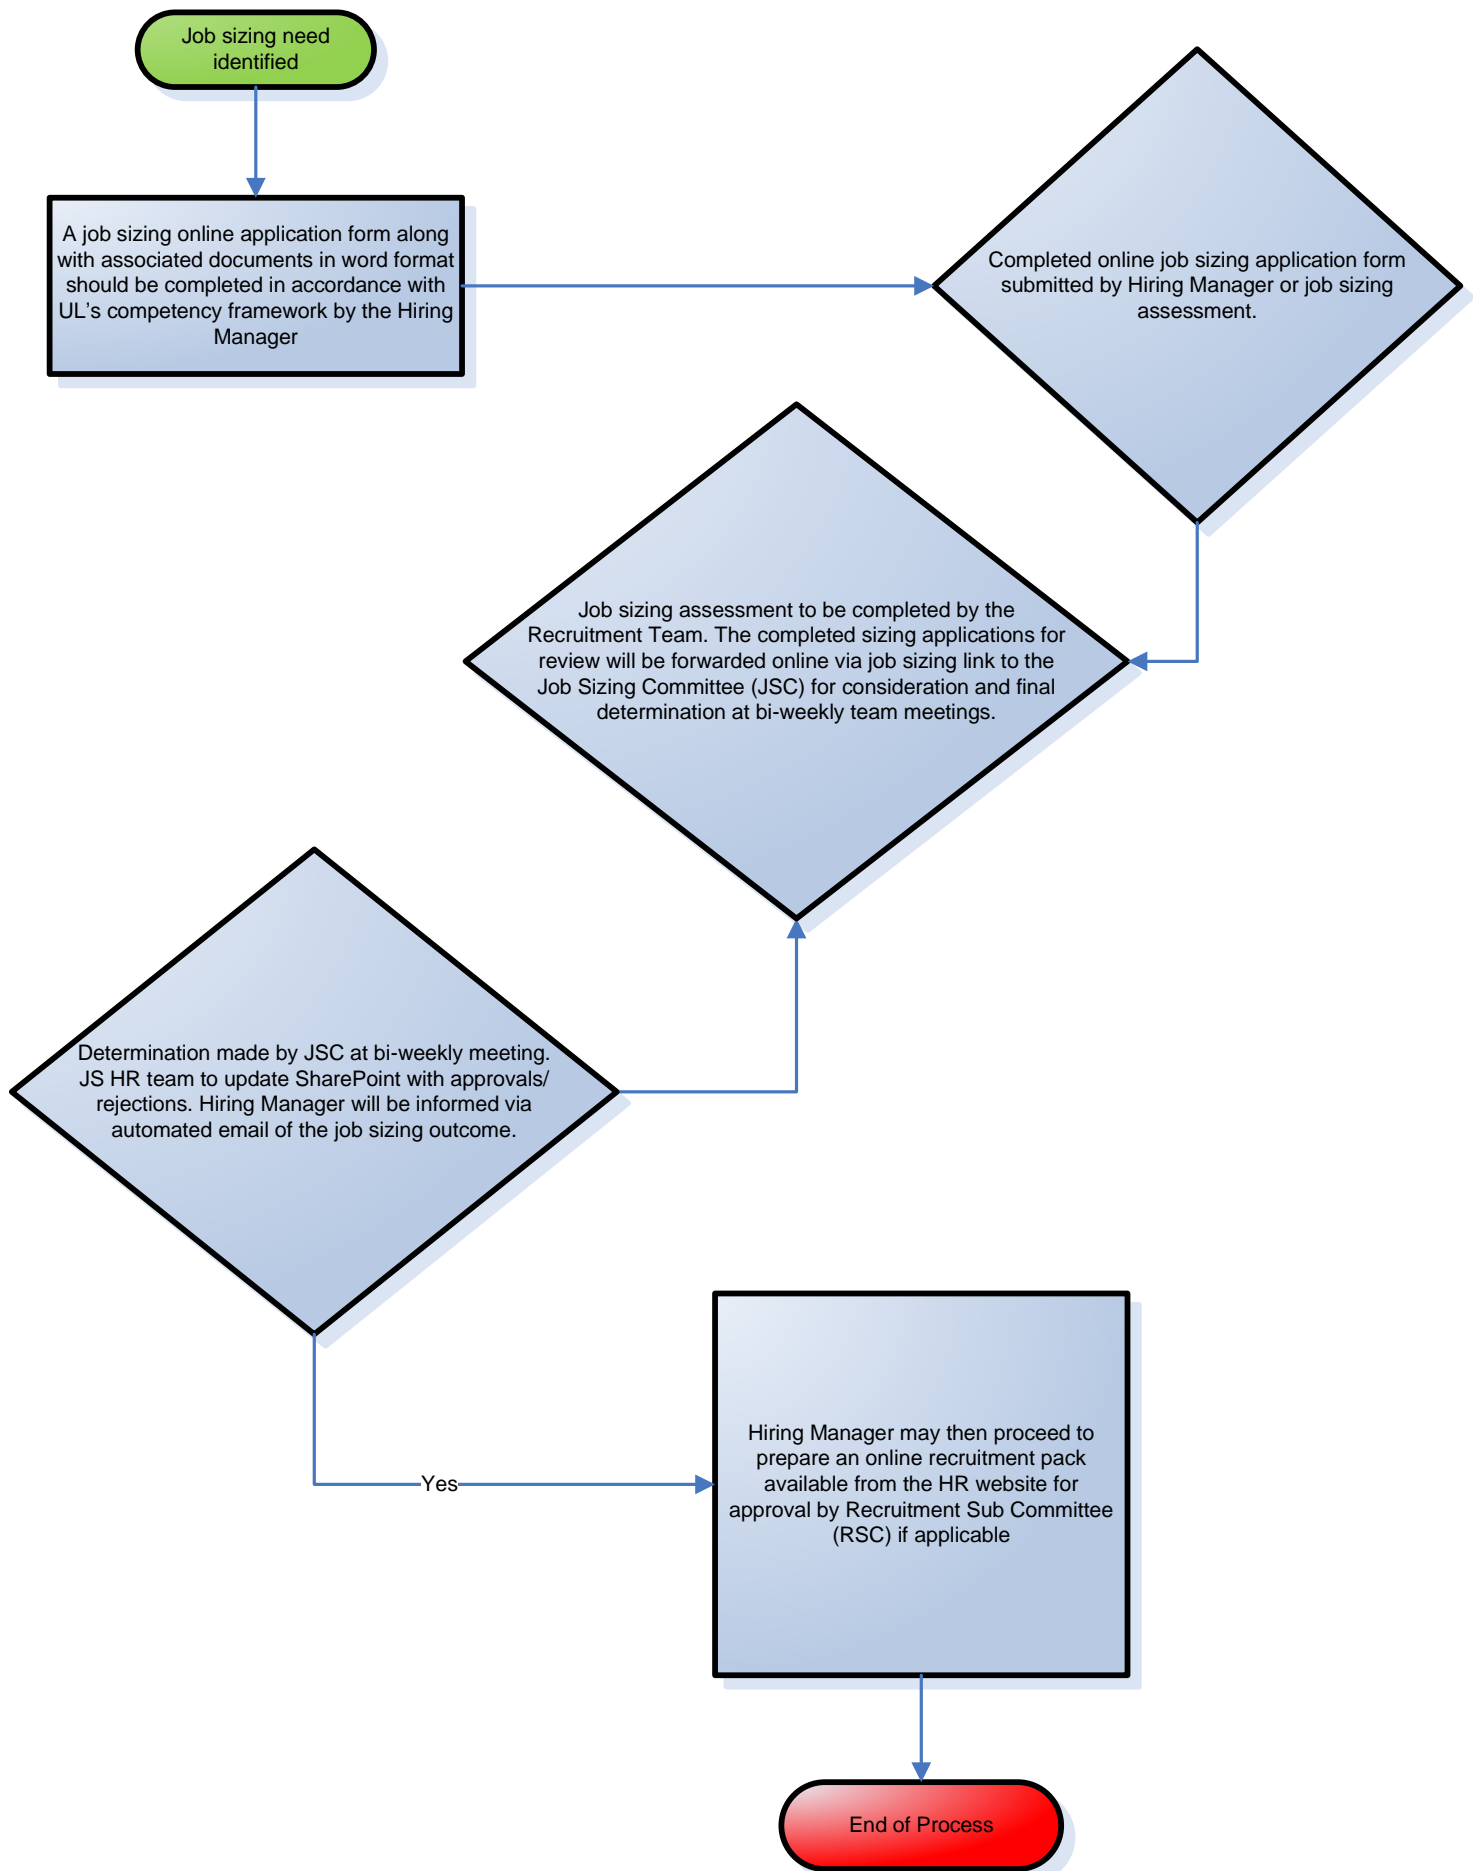 Job sizing need
identified
A job sizing online application form along
with associated documents in word format
should be completed in accordance with
UL’s competency framework by the Hiring
Manager
Completed online job sizing application form
submitted by Hiring Manager or job sizing
assessment.
Job sizing assessment to be completed by the
Recruitment Team. The completed sizing applications for
review will be forwarded online via job sizing link to the
Job Sizing Committee (JSC) for consideration and final
determination at bi-weekly team meetings.
Determination made by JSC at bi-weekly meeting.
JS HR team to update SharePoint with approvals/
rejections. Hiring Manager will be informed via
automated email of the job sizing outcome.
Yes
Hiring Manager may then proceed to
prepare an online recruitment pack
available from the HR website for
approval by Recruitment Sub Committee
(RSC) if applicable
End of Process